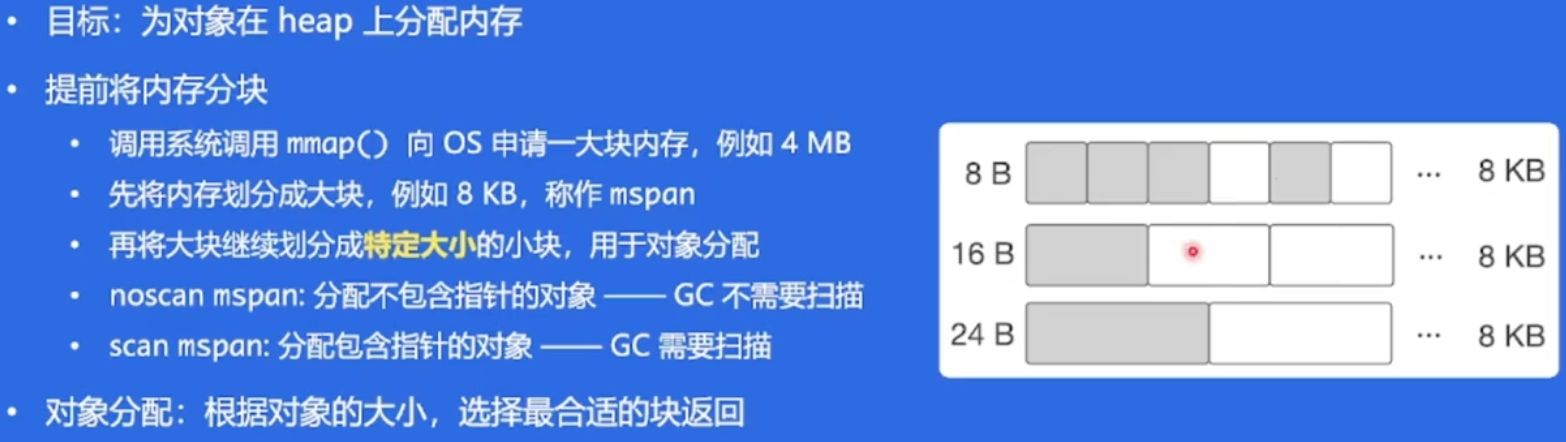 • 目标：为对象在 heap 上分配内存
• 提前将内存分块
• 调用系统调用 mmap() 向 OS 申请一大块内存，例如 4 MB
• 先将内存划分成大块，例如 8 KB，称作 mspan
• 再将大块继续划分成特定大小的小块，用于对象分配
• noscan mspan: 分配不包含指针的对象 —— GC 不需要扫描
• scan mspan: 分配包含指针的对象 —— GC 需要扫描
• 对象分配：根据对象的大小，选择最合适的块返回
8 B ... 8 KB
16 B ... 8 KB
24 B ... 8 KB